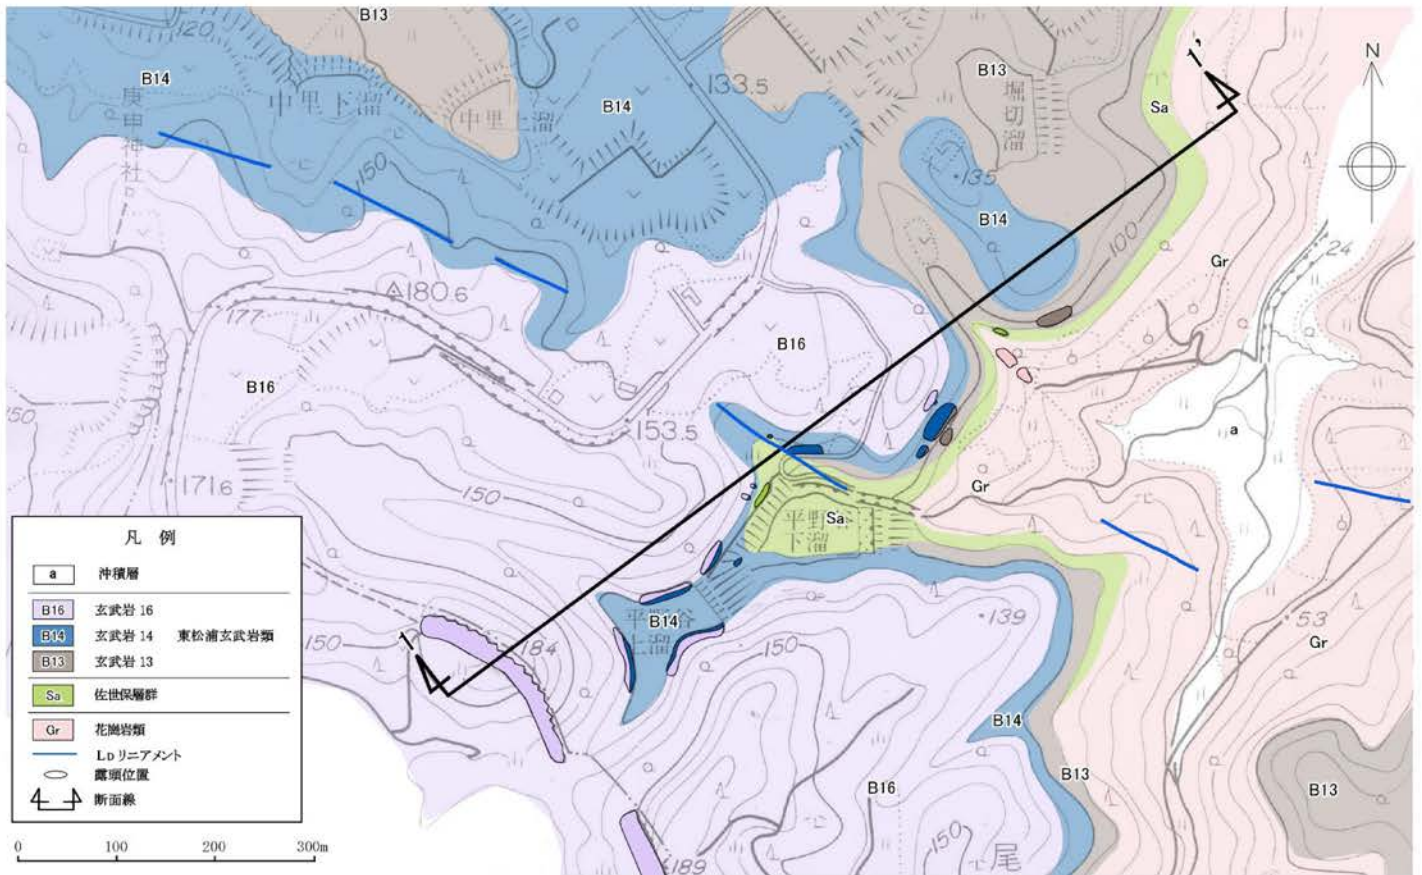 B13
120
B14
庚申神社
中里下溜
中里上溜
B14
133.5
B13
堀切溜
Sa
1'
N
150
135
B14
100
Gr
24
180.6
177
B16
B16
153.5
a
150
1716
150
Gr
平野谷
下溜
Sa
凡 例
a 沖積層
B16 玄武岩 16
B14 玄武岩 14 東松浦玄武岩類
B13 玄武岩 13
Sa 佐世保層群
Gr 花崗岩類
LD リニアメント
露頭位置
断面線
150
1
184
平野谷
上溜
B14
150
139
53
Gr
B14
B13
B16
B13
150
尾
189
0 100 200 300m